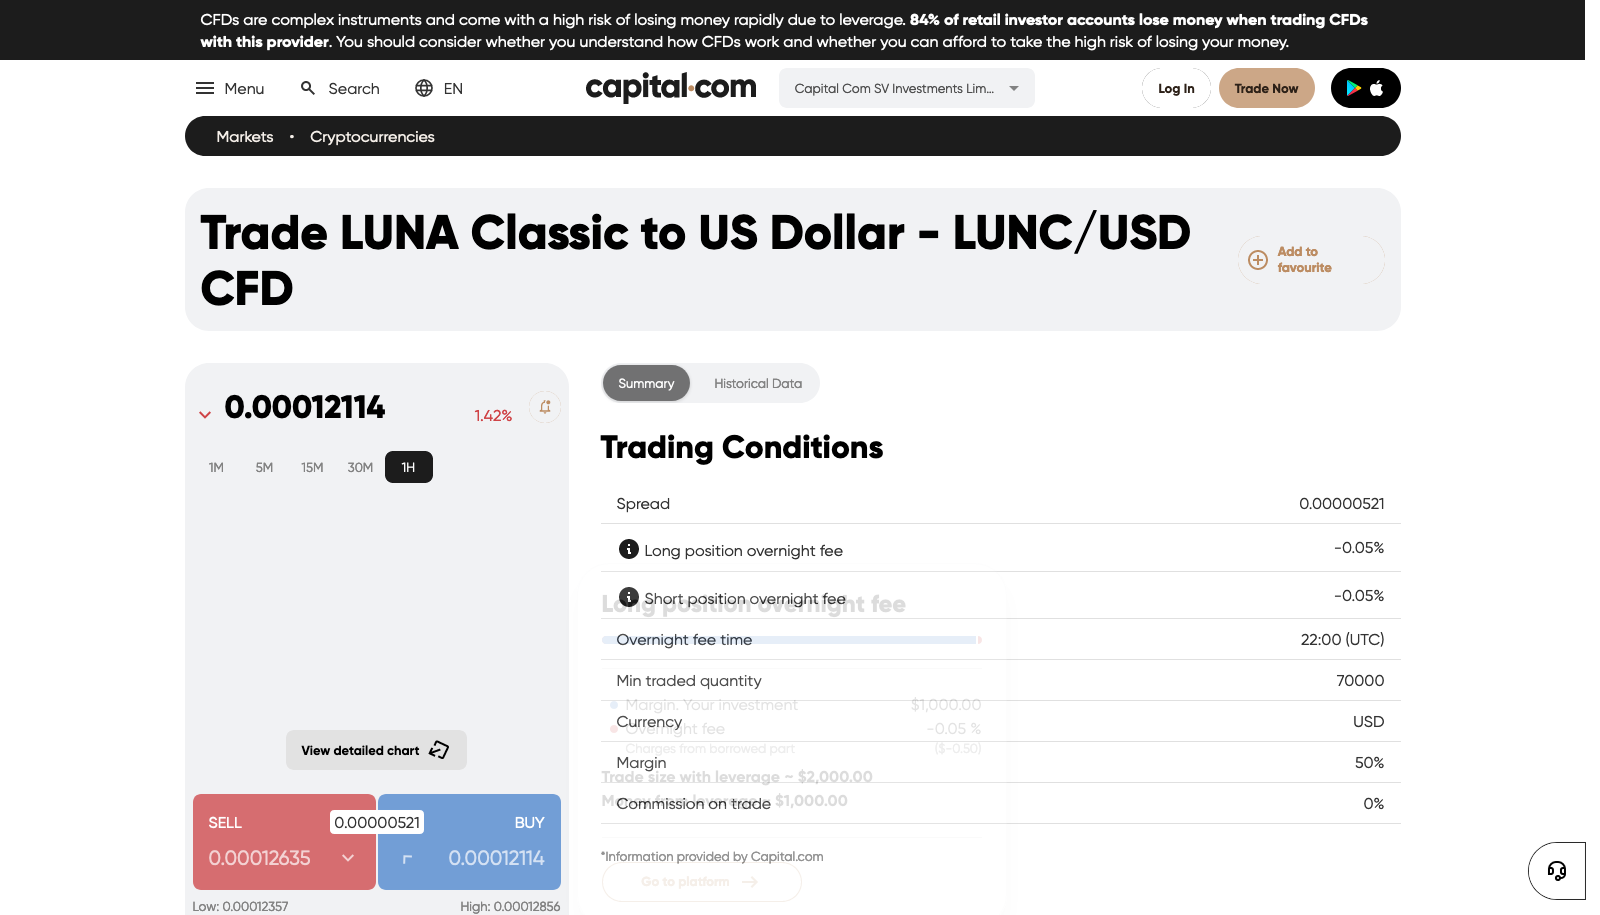 CFDs are complex instruments and come with a high risk of losing money rapidly due to leverage. 84% of retail investor accounts lose money when trading CFDs
with this provider. You should consider whether you understand how CFDs work and whether you can afford to take the high risk of losing your money.
Menu
Search
EN
capital.com
Capital Com SV Investments Lim...
Log In
Trade Now
Markets • Cryptocurrencies
Trade LUNA Classic to US Dollar - LUNC/USD
CFD
Add to
favourite
0.00012114
1.42%
1M 5M 15M 30M 1H
View detailed chart
SELL
0.00000521
BUY
0.00012635
0.00012114
Low: 0.00012357
High: 0.00012856
Summary
Historical Data
Trading Conditions
Spread 0.00000521
Long position overnight fee -0.05%
Short position overnight fee -0.05%
Overnight fee time 22:00 (UTC)
Min traded quantity 70000
Currency USD
Margin 50%
Commission on trade 0%
*Information provided by Capital.com
Long position overnight fee
Margin. Your investment $1,000.00
Overnight fee -0.05 %
Charges from borrowed part ($-0.50)
Trade size with leverage ~ $2,000.00
Money from leverage ~ $1,000.00
Go to platform